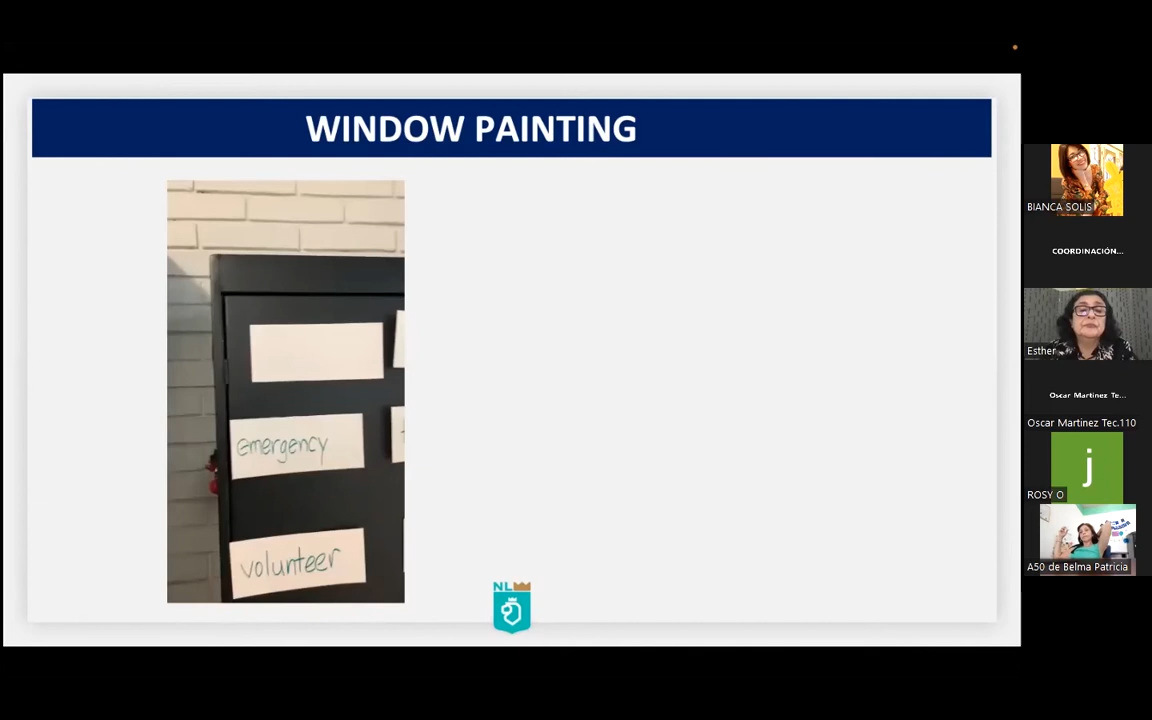 WINDOW PAINTING
emergency
volunteer
NL
BIANCA SOLIS
COORDINACIÓN...
Esther
Oscar Martinez Te...
Oscar Martinez Tec.110
j
ROSY O
A50 de Belma Patricia